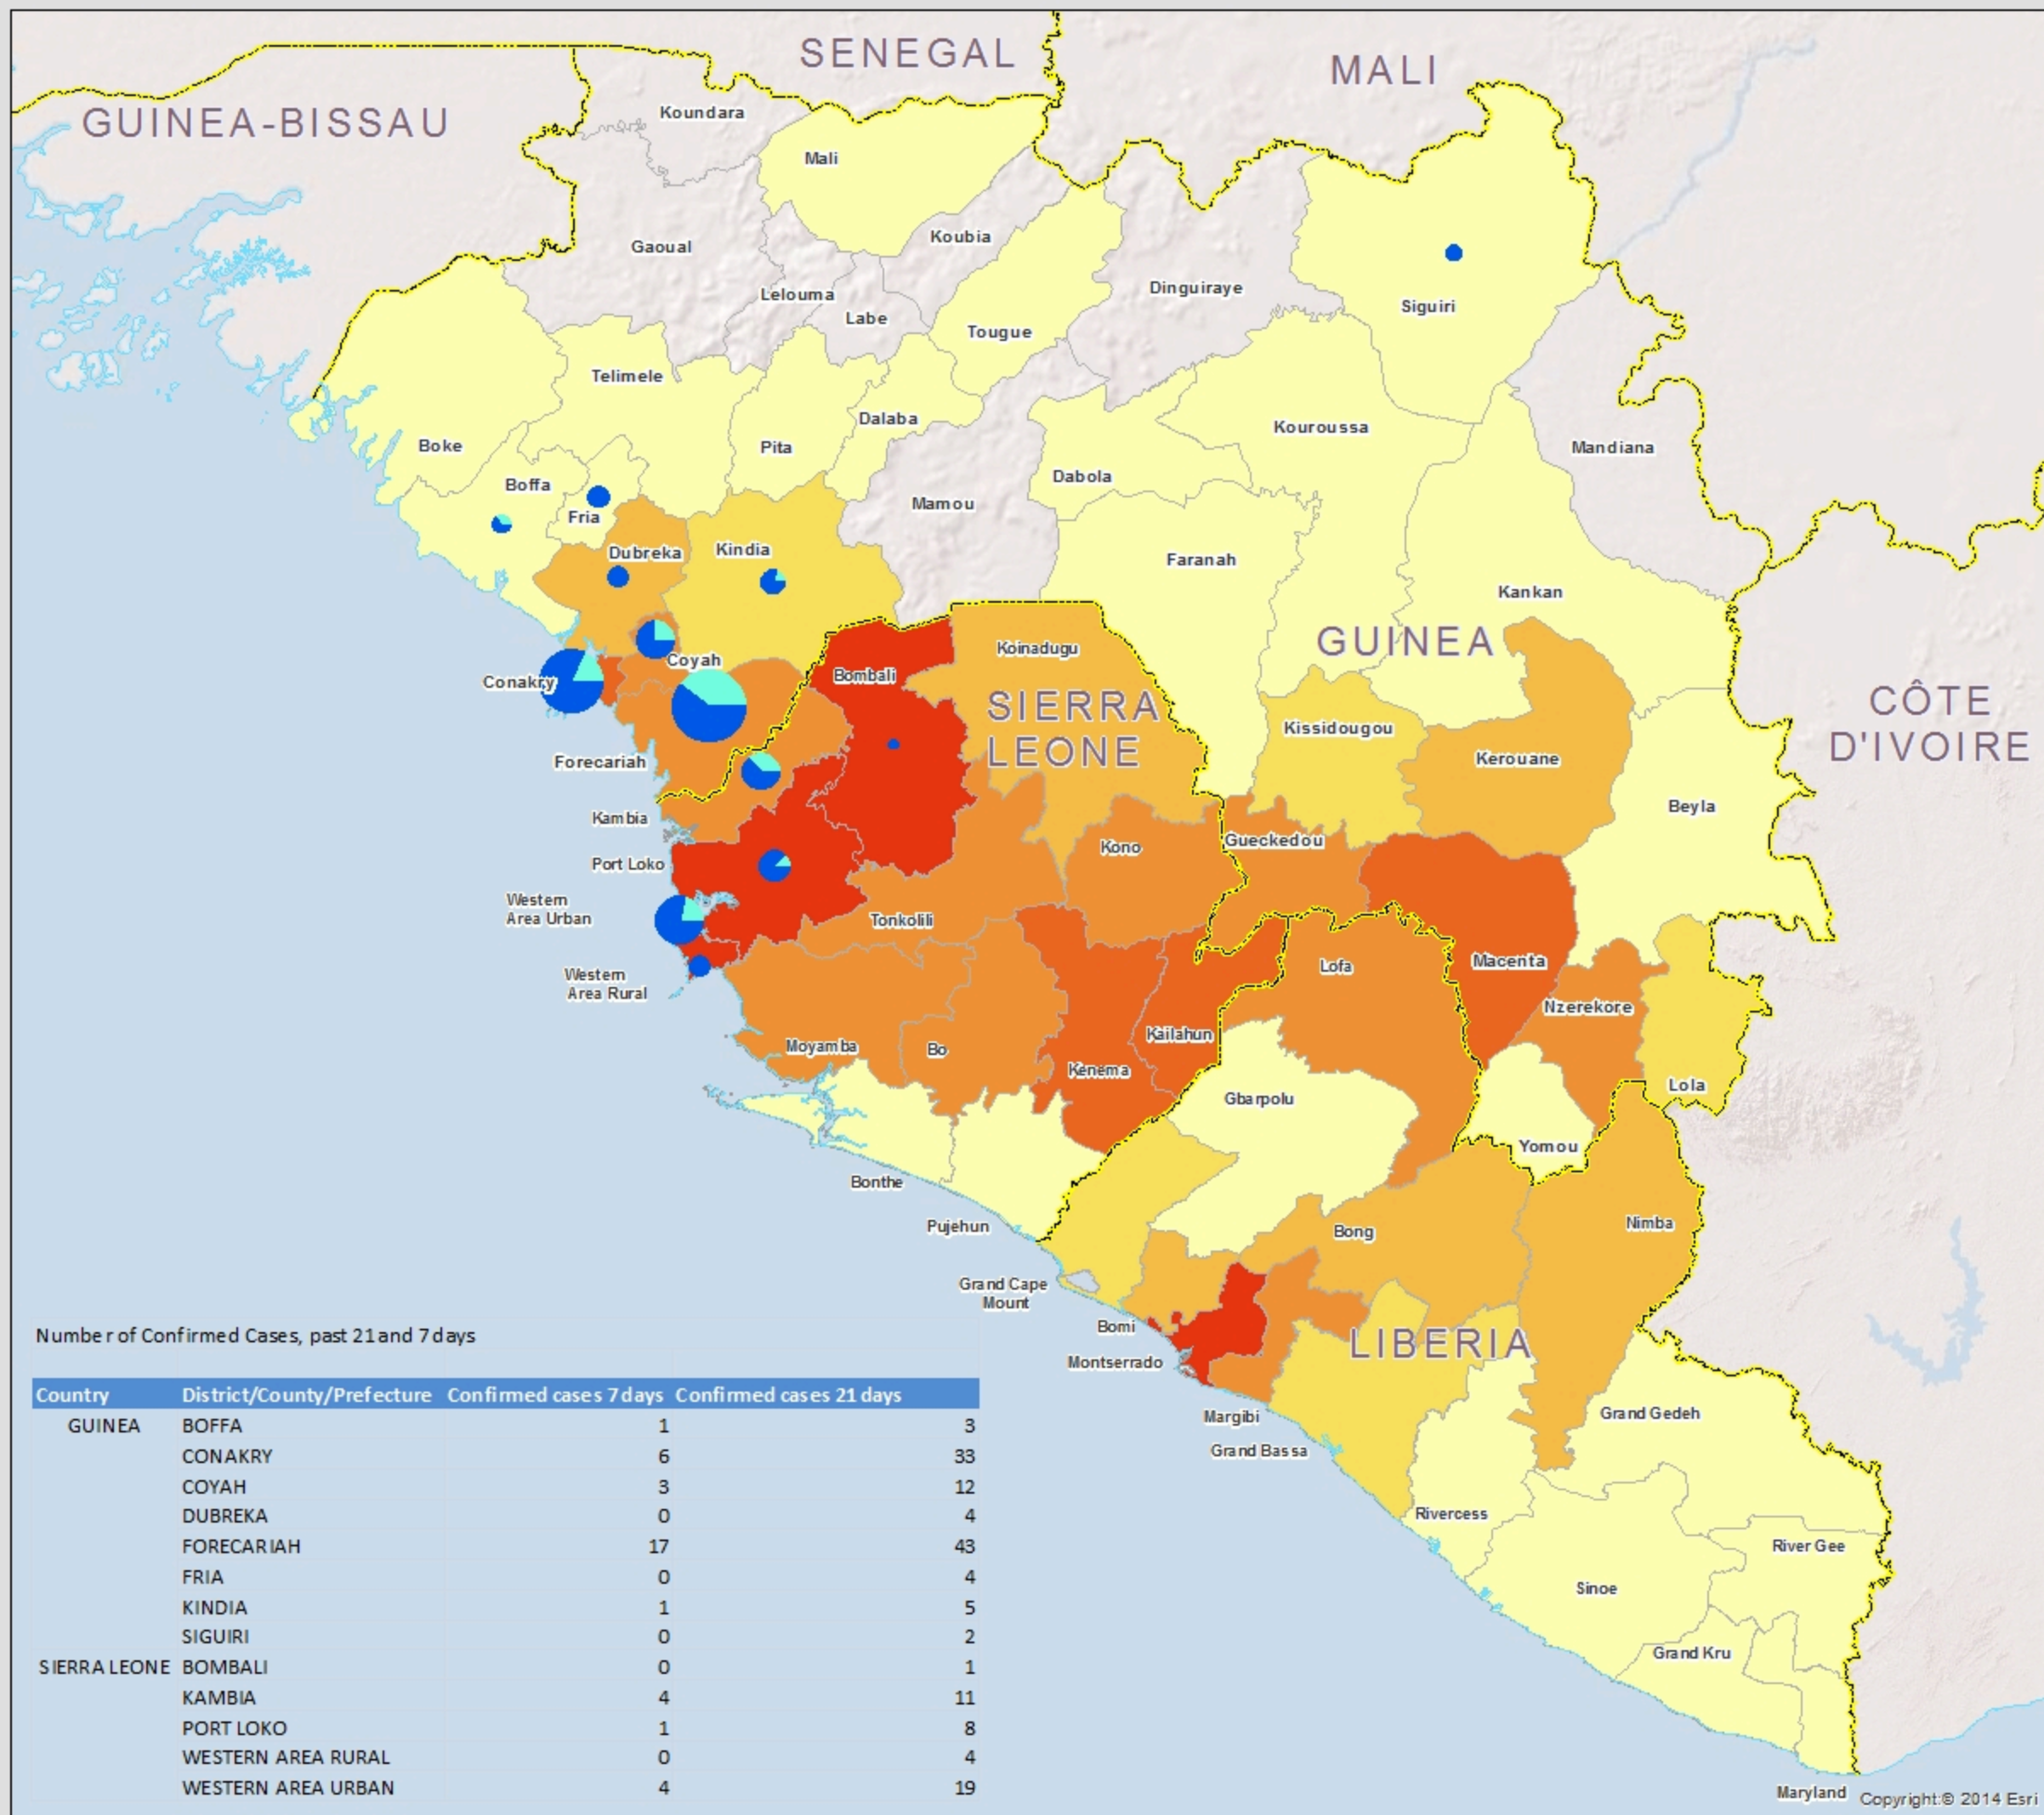 SENEGAL
MALI
GUINEA-BISSAU
Koundara
Mali
Gaoual
Koubia
Lelouma
Labe
Tougue
Dinguiraye
Siguiri
Telimele
Dalaba
Pita
Kouroussa
Mandiana
Boke
Boffa
Fria
Dabola
Mamou
Dubreka
Kindia
Faranah
Kankan
GUINEA
Koinadugu
Coyah
Bombali
Conakry
SIERRA
LEONE
CÔTE
D'IVOIRE
Kissidougou
Kerouane
Forecariah
Beyla
Kambia
Kono
Gueckedou
Port Loko
Western
Area Urban
Tonkolili
Lofa
Macenta
Western
Area Rural
Nzerekore
Moyamba
Bo
Kailahun
Kenema
Lola
Gbarpolu
Yomou
Bonthe
Pujehun
Bong
Nimba
Grand Cape
Mount
Bomi
LIBERIA
Montserrado
Margibi
Grand Bassa
Grand Gedeh
Rivercess
River Gee
Sinoe
Grand Kru
Maryland
Copyright:© 2014 Esri
Number of Confirmed Cases, past 21 and 7 days
Country District/County/Prefecture Confirmed cases 7 days Confirmed cases 21 days
GUINEA BOFFA 1 3
CONAKRY 6 33
COYAH 3 12
DUBREKA 0 4
FORECARIAH 17 43
FRIA 0 4
KINDIA 1 5
SIGUIRI 0 2
SIERRA LEONE BOMBALI 0 1
KAMBIA 4 11
PORT LOKO 1 8
WESTERN AREA RURAL 0 4
WESTERN AREA URBAN 4 19